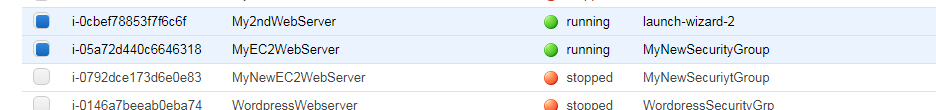 i-0cbef78853f7f6c6f My2ndWebServer running launch-wizard-2
i-05a72d440c6646318 MyEC2WebServer running MyNewSecurityGroup
i-0792dce173d6e0e83 MyNewEC2WebServer stopped MyNewSecuriytGroup
i-0146a7beeab0eba74 WordpressWebserver stopped WordpressSecurityGrp